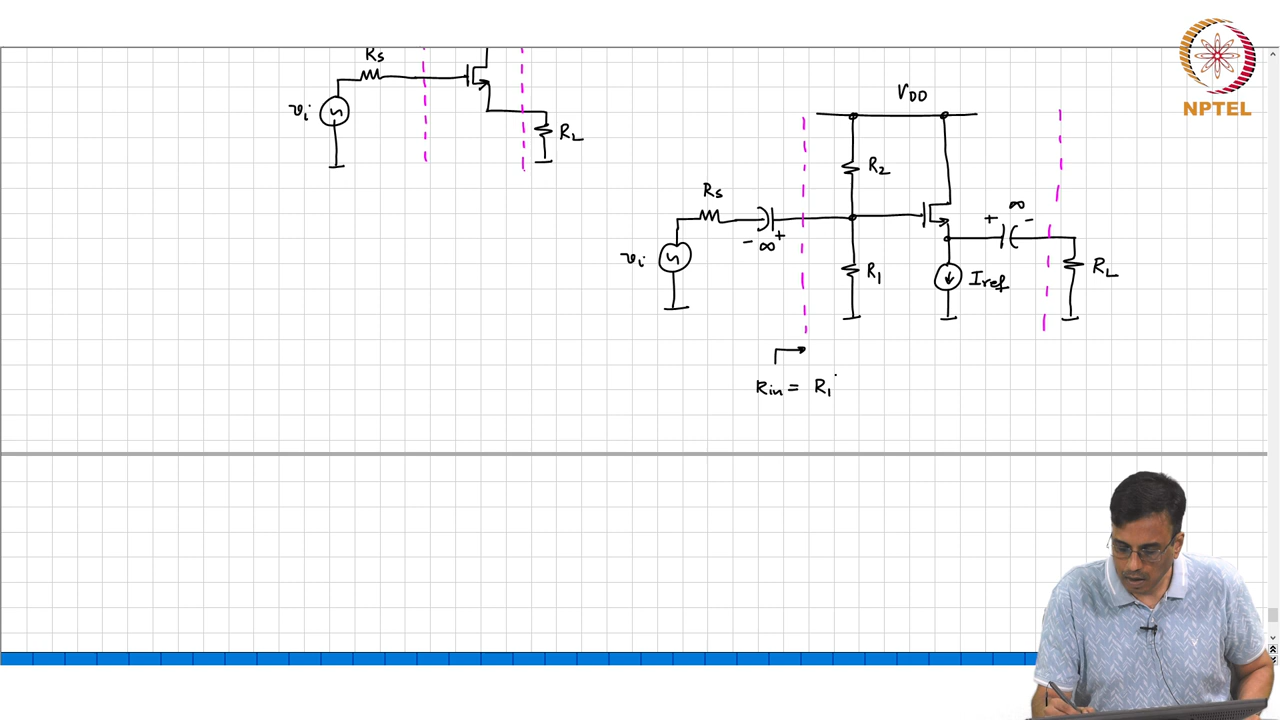 Rs
vi
RL
VDD
R2
Rs
vi
- ∞ +
R1
+ ∞ -
Iref
RL
Rin = R1
NPTEL